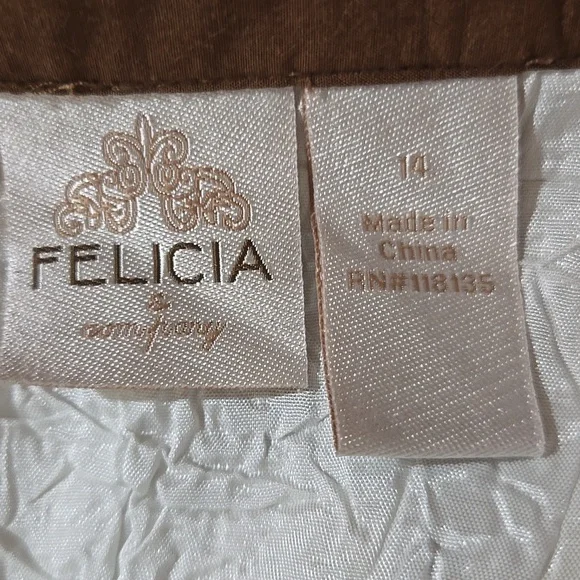 FELICIA
&
company
14
Made in
China
RN#118135